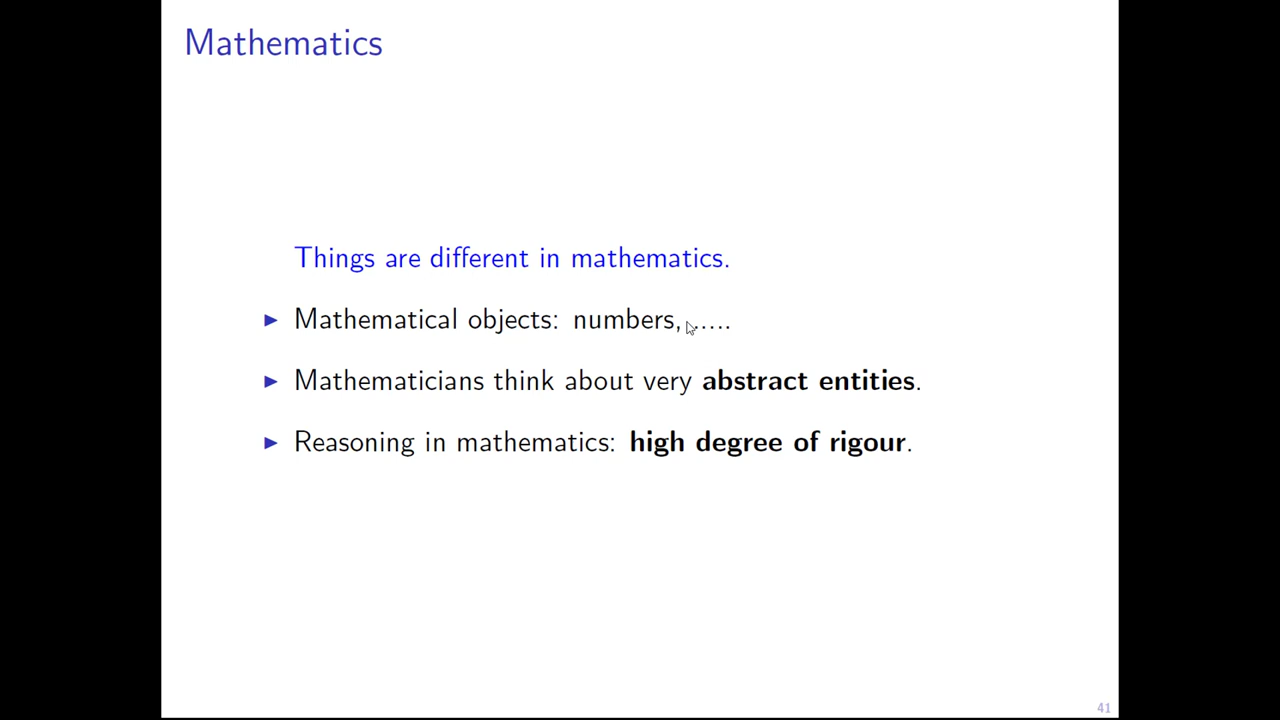 Mathematics
Things are different in mathematics.
▶ Mathematical objects: numbers, .....
▶ Mathematicians think about very abstract entities.
▶ Reasoning in mathematics: high degree of rigour.
41